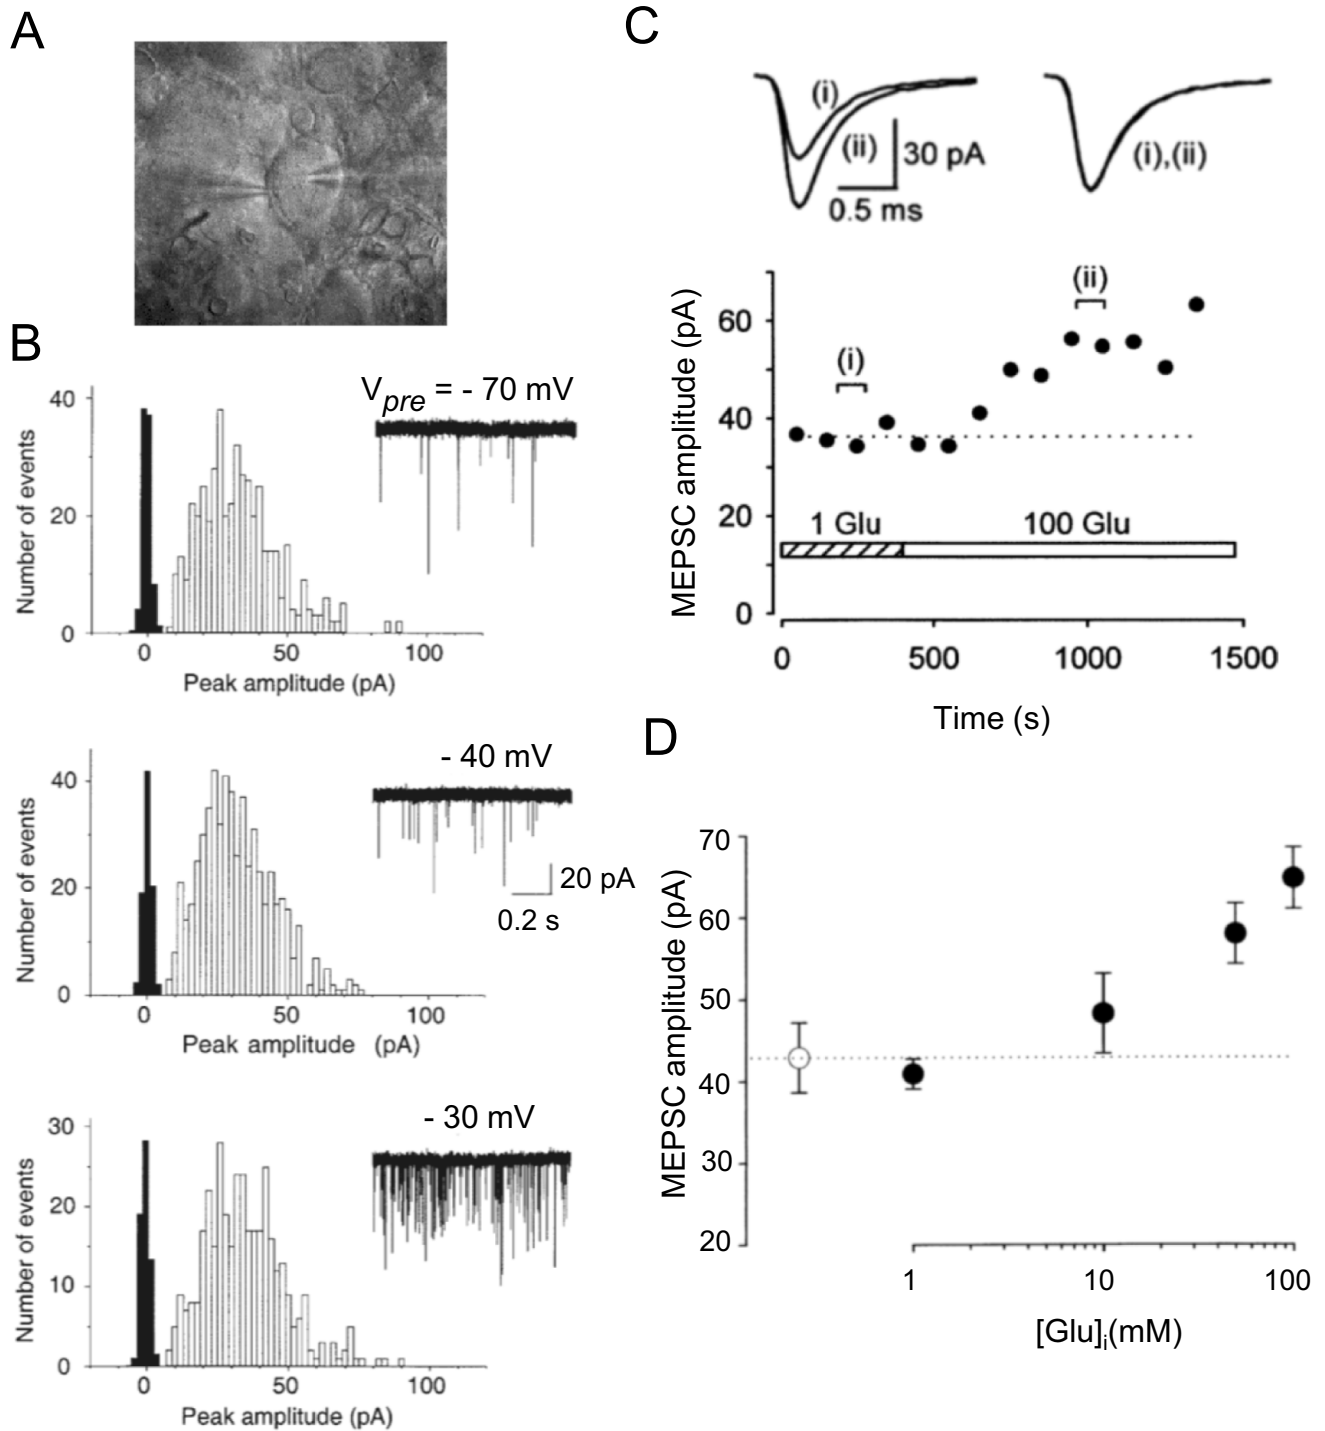 A
B
V_pre = - 70 mV
40
20
0
Number of events
0 50 100
Peak amplitude (pA)
- 40 mV
40
20
0
Number of events
20 pA
0.2 s
0 50 100
Peak amplitude (pA)
- 30 mV
30
20
10
0
Number of events
0 50 100
Peak amplitude (pA)
C
(i)
(ii)
30 pA
0.5 ms
(i),(ii)
MEPSC amplitude (pA)
60
40
20
0
(i)
(ii)
1 Glu 100 Glu
0 500 1000 1500
Time (s)
D
MEPSC amplitude (pA)
70
60
50
40
30
20
1 10 100
[Glu]i(mM)